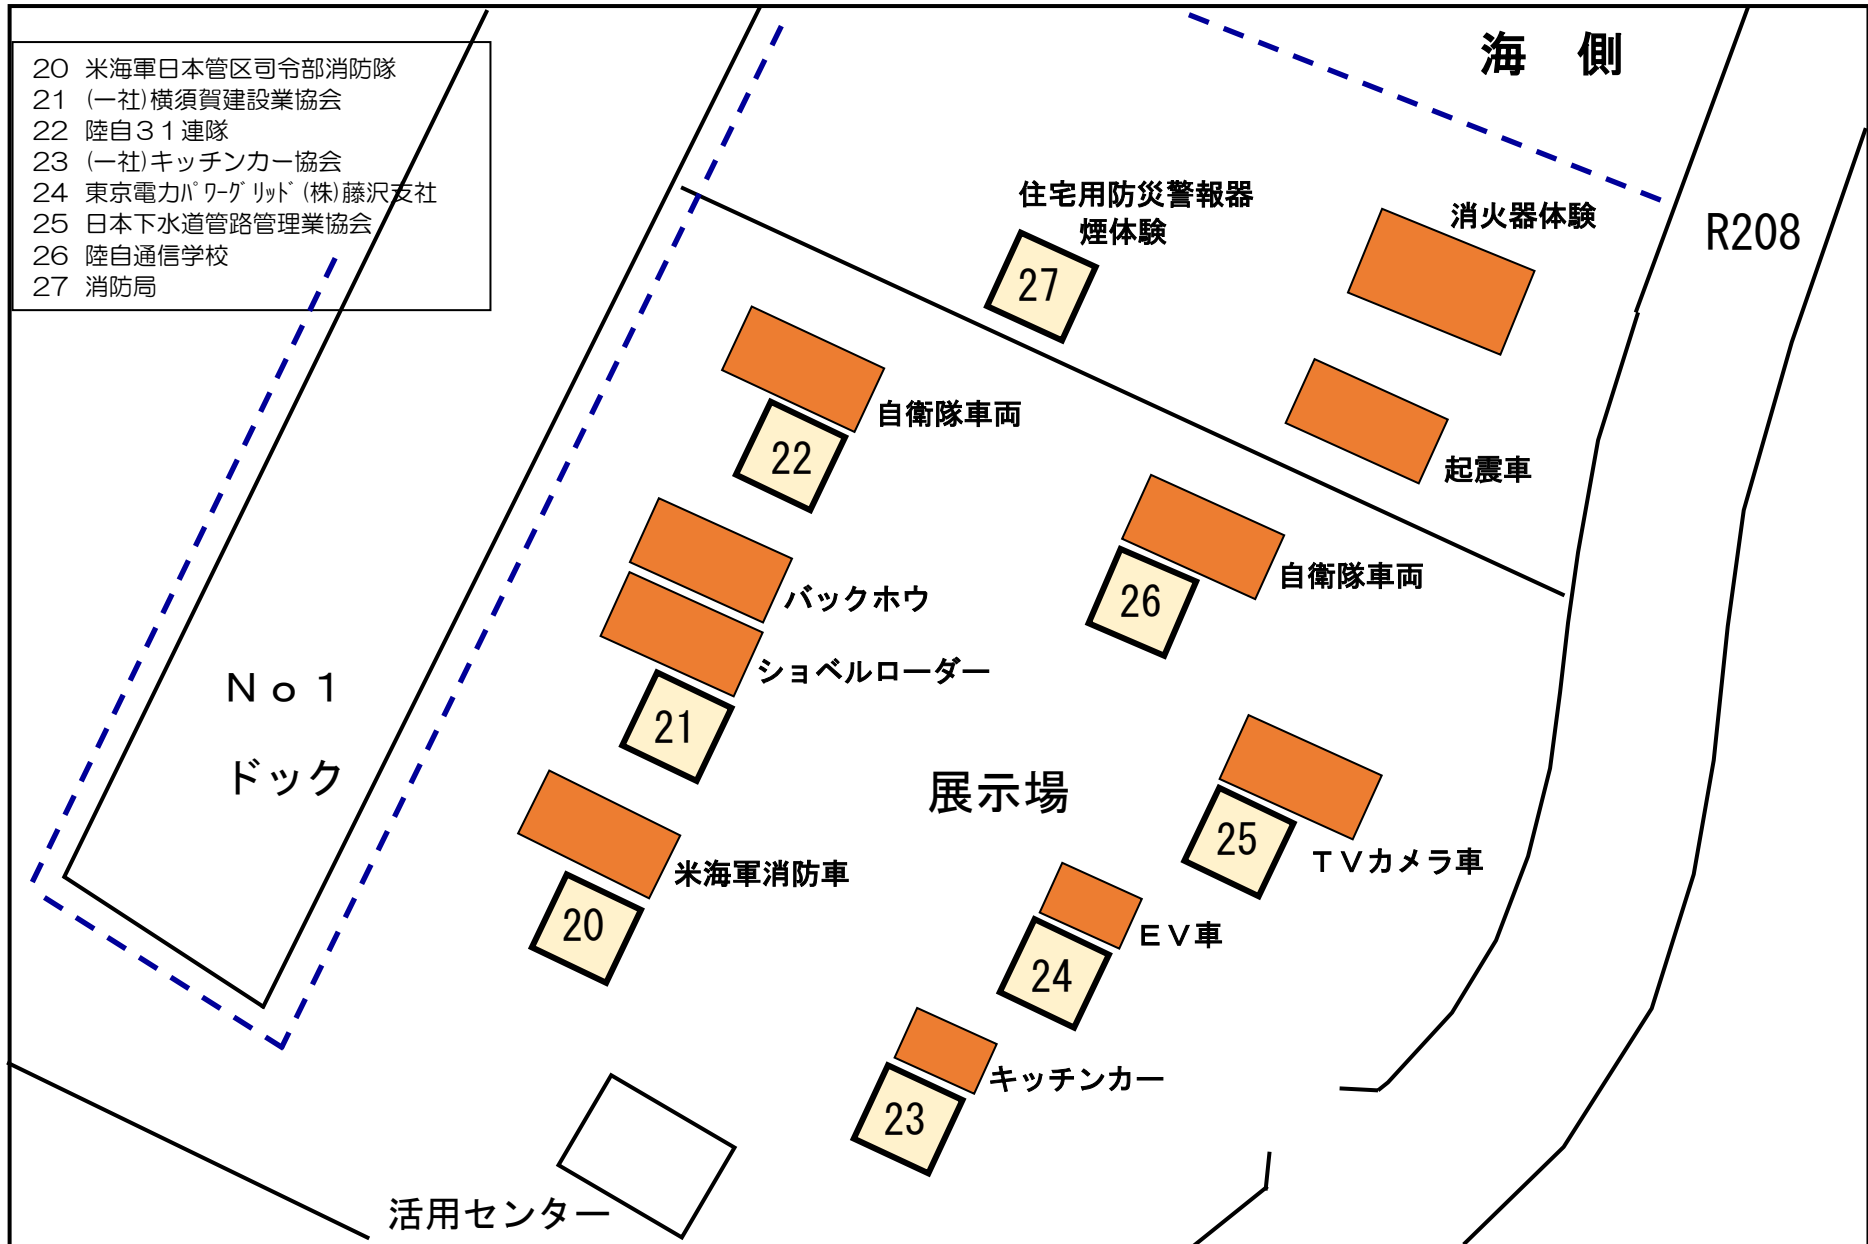 海　側
20 米海軍日本管区司令部消防隊
21 (一社)横須賀建設業協会
22 陸自３１連隊
23 (一社)キッチンカー協会
24 東京電力ﾊﾟﾜｰｸﾞﾘｯﾄﾞ(株)藤沢支社
25 日本下水道管路管理業協会
26 陸自通信学校
27 消防局
住宅用防災警報器
煙体験
消火器体験
R208
27
自衛隊車両
22
起震車
バックホウ
自衛隊車両
26
ショベルローダー
Ｎｏ１
21
ドック
展示場
25
ＴＶカメラ車
米海軍消防車
20
ＥＶ車
24
キッチンカー
23
活用センター